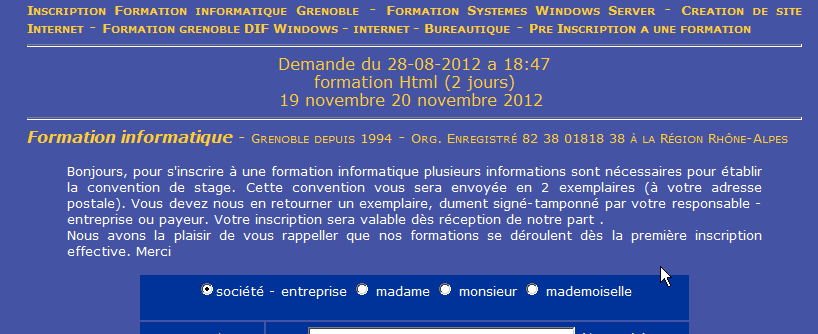 Inscription Formation informatique Grenoble - Formation Systemes Windows Server - Creation de site
Internet - Formation grenoble DIF Windows - internet - Bureautique - Pre Inscription a une formation
Demande du 28-08-2012 a 18:47
formation Html (2 jours)
19 novembre 20 novembre 2012
Formation informatique - Grenoble depuis 1994 - Org. Enregistré 82 38 01818 38 à la Région Rhône-Alpes
Bonjours, pour s'inscrire à une formation informatique plusieurs informations sont nécessaires pour établir
la convention de stage. Cette convention vous sera envoyée en 2 exemplaires (à votre adresse
postale). Vous devez nous en retourner un exemplaire, dument signé-tamponné par votre responsable -
entreprise ou payeur. Votre inscription sera valable dès réception de notre part .
Nous avons la plaisir de vous rappeller que nos formations se déroulent dès la première inscription
effective. Merci
société - entreprise madame monsieur mademoiselle